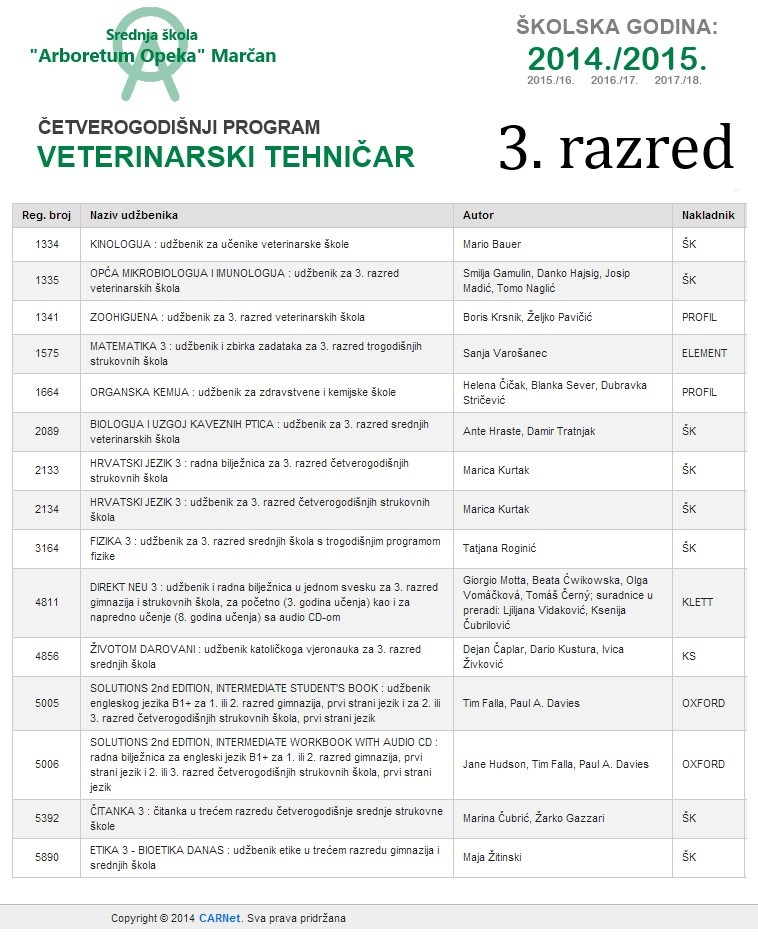 Srednja škola
"Arboretum Opeka" Marčan
ŠKOLSKA GODINA:
2014./2015.
2015./16. 2016./17. 2017./18.
ČETVEROGODIŠNJI PROGRAM
VETERINARSKI TEHNIČAR
3. razred
Reg. broj Naziv udžbenika Autor Nakladnik
1334 KINOLOGIJA : udžbenik za učenike veterinarske škole Mario Bauer ŠK
1335 OPĆA MIKROBIOLOGIJA I IMUNOLOGIJA : udžbenik za 3. razred
veterinarskih škola
Smilja Gamulin, Danko Hajsig, Josip
Madić, Tomo Naglić
ŠK
1341 ZOOHIGIJENA : udžbenik za 3. razred veterinarskih škola Boris Krsnik, Željko Pavičić PROFIL
1575 MATEMATIKA 3 : udžbenik i zbirka zadataka za 3. razred trogodišnjih
strukovnih škola
Sanja Varošanec ELEMENT
1664 ORGANSKA KEMIJA : udžbenik za zdravstvene i kemijske škole
Helena Čičak, Blanka Sever, Dubravka
Stričević
PROFIL
2089 BIOLOGIJA I UZGOJ KAVEZNIH PTICA : udžbenik za 3. razred srednjih
veterinarskih škola
Ante Hraste, Damir Tratnjak ŠK
2133 HRVATSKI JEZIK 3 : radna bilježnica za 3. razred četverogodišnjih
strukovnih škola
Marica Kurtak ŠK
2134 HRVATSKI JEZIK 3 : udžbenik za 3. razred četverogodišnjih strukovnih
škola
Marica Kurtak ŠK
3164 FIZIKA 3 : udžbenik za 3. razred srednjih škola s trogodišnjim programom
fizike
Tatjana Roginić ŠK
4811 DIREKT NEU 3 : udžbenik i radna bilježnica u jednom svesku za 3. razred
gimnazija i strukovnih škola, za početno (3. godina učenja) kao i za
napredno učenje (8. godina učenja) sa audio CD-om
Giorgio Motta, Beata Ćwikowska, Olga
Vomáčková, Tomáš Černý; suradnice u
preradi: Ljiljana Vidaković, Ksenija
Čubrilović
KLETT
4856 ŽIVOTOM DAROVANI : udžbenik katoličkoga vjeronauka za 3. razred
srednjih škola
Dejan Čaplar, Dario Kustura, Ivica
Živković
KS
5005 SOLUTIONS 2nd EDITION, INTERMEDIATE STUDENT'S BOOK : udžbenik
engleskog jezika B1+ za 1. ili 2. razred gimnazija, prvi strani jezik i za 2. ili
3. razred četverogodišnjih strukovnih škola, prvi strani jezik
Tim Falla, Paul A. Davies OXFORD
5006 SOLUTIONS 2nd EDITION, INTERMEDIATE WORKBOOK WITH AUDIO CD :
radna bilježnica za engleski jezik B1+ za 1. ili 2. razred gimnazija, prvi
strani jezik i 2. ili 3. razred četverogodišnjih strukovnih škola, prvi strani
jezik
Jane Hudson, Tim Falla, Paul A. Davies OXFORD
5392 ČITANKA 3 : čitanka u trećem razredu četverogodišnje srednje strukovne
škole
Marina Čubrić, Žarko Gazzari ŠK
5890 ETIKA 3 - BIOETIKA DANAS : udžbenik etike u trećem razredu gimnazija i
srednjih škola
Maja Žitinski ŠK
Copyright © 2014 CARNet. Sva prava pridržana